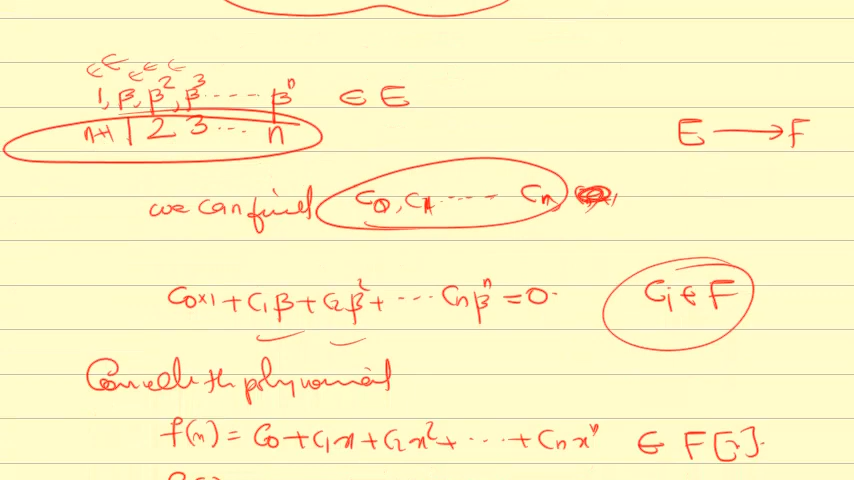 1, β, β², β³ ---- βⁿ ∈ E
n+1 | 2 3 ... n
E → F
we can find C₀, C₁ ---- Cₙ
C₀×1 + C₁β + C₂β² + ... Cₙβⁿ = 0. Cᵢ ∈ F
the polynomial
f(x) = C₀ + C₁x + C₂x² + ... + Cₙxⁿ ∈ F[x].